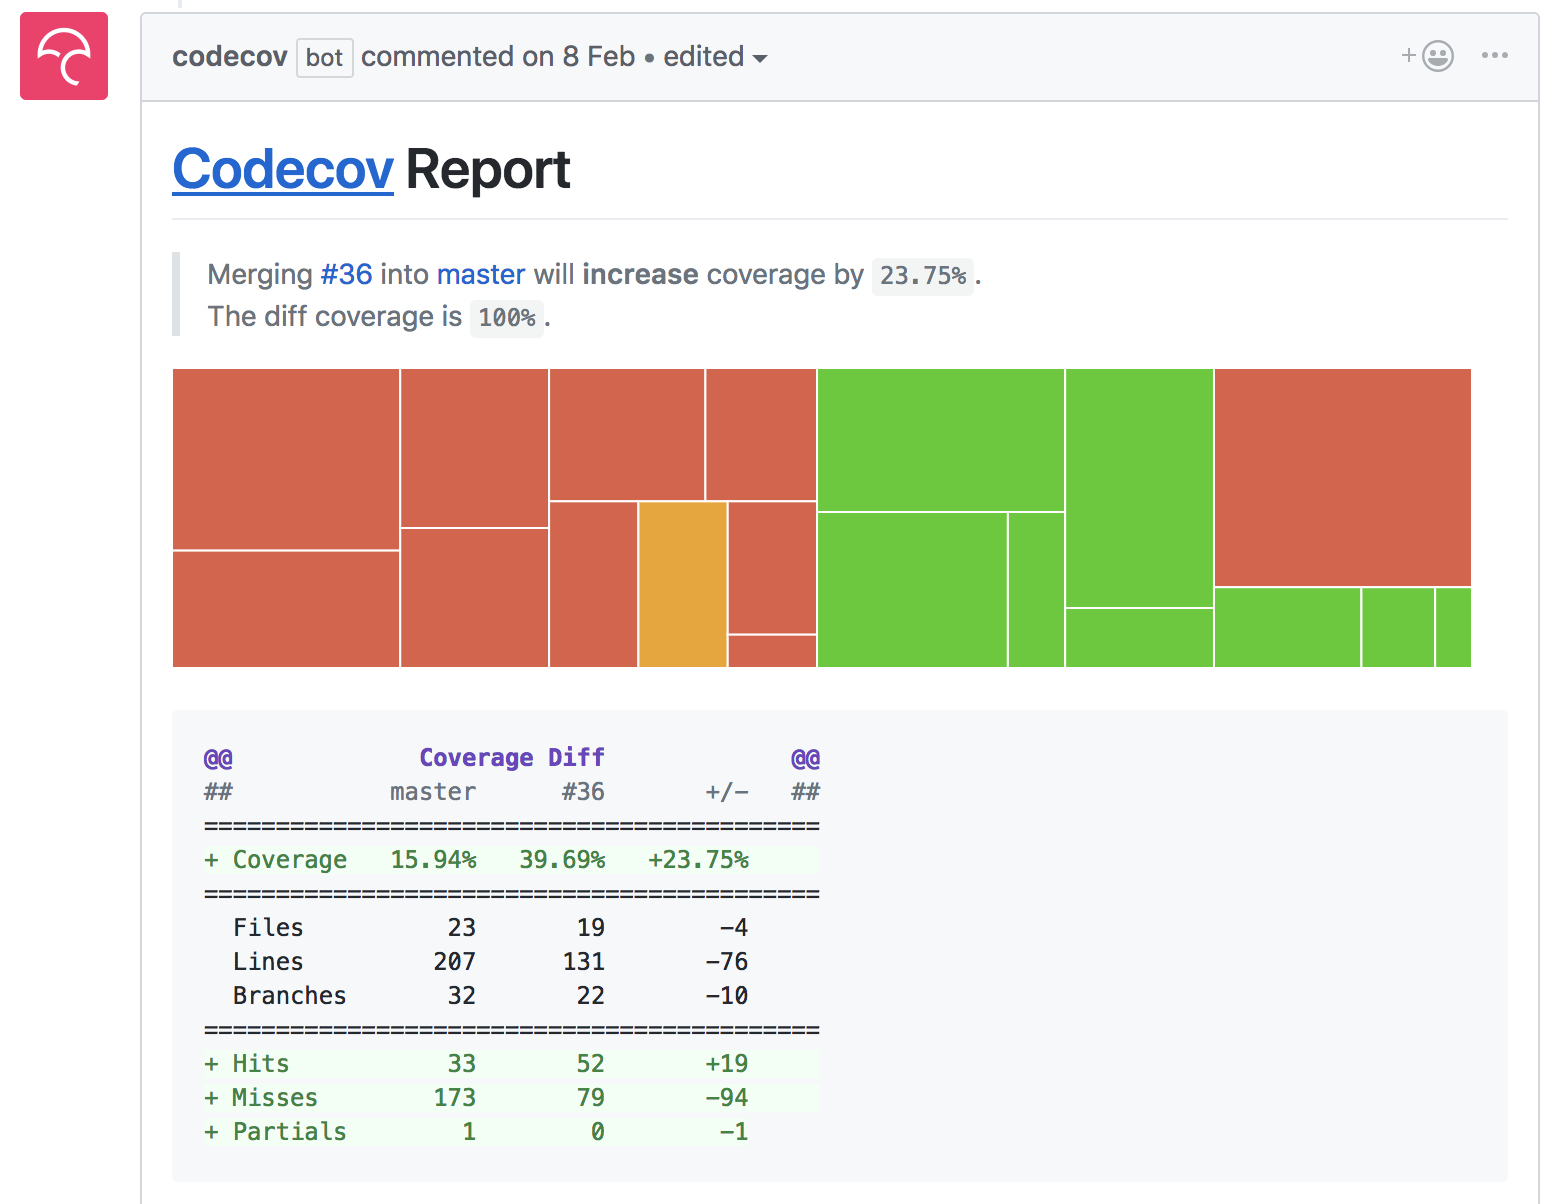 codecov bot commented on 8 Feb • edited
Codecov Report
Merging #36 into master will increase coverage by 23.75%.
The diff coverage is 100%.
@@             Coverage Diff             @@
##           master      #36       +/-   ##
===========================================
+ Coverage   15.94%   39.69%   +23.75%
===========================================
  Files          23       19        -4
  Lines         207      131       -76
  Branches       32       22       -10
===========================================
+ Hits           33       52       +19
+ Misses        173       79       -94
+ Partials        1        0        -1